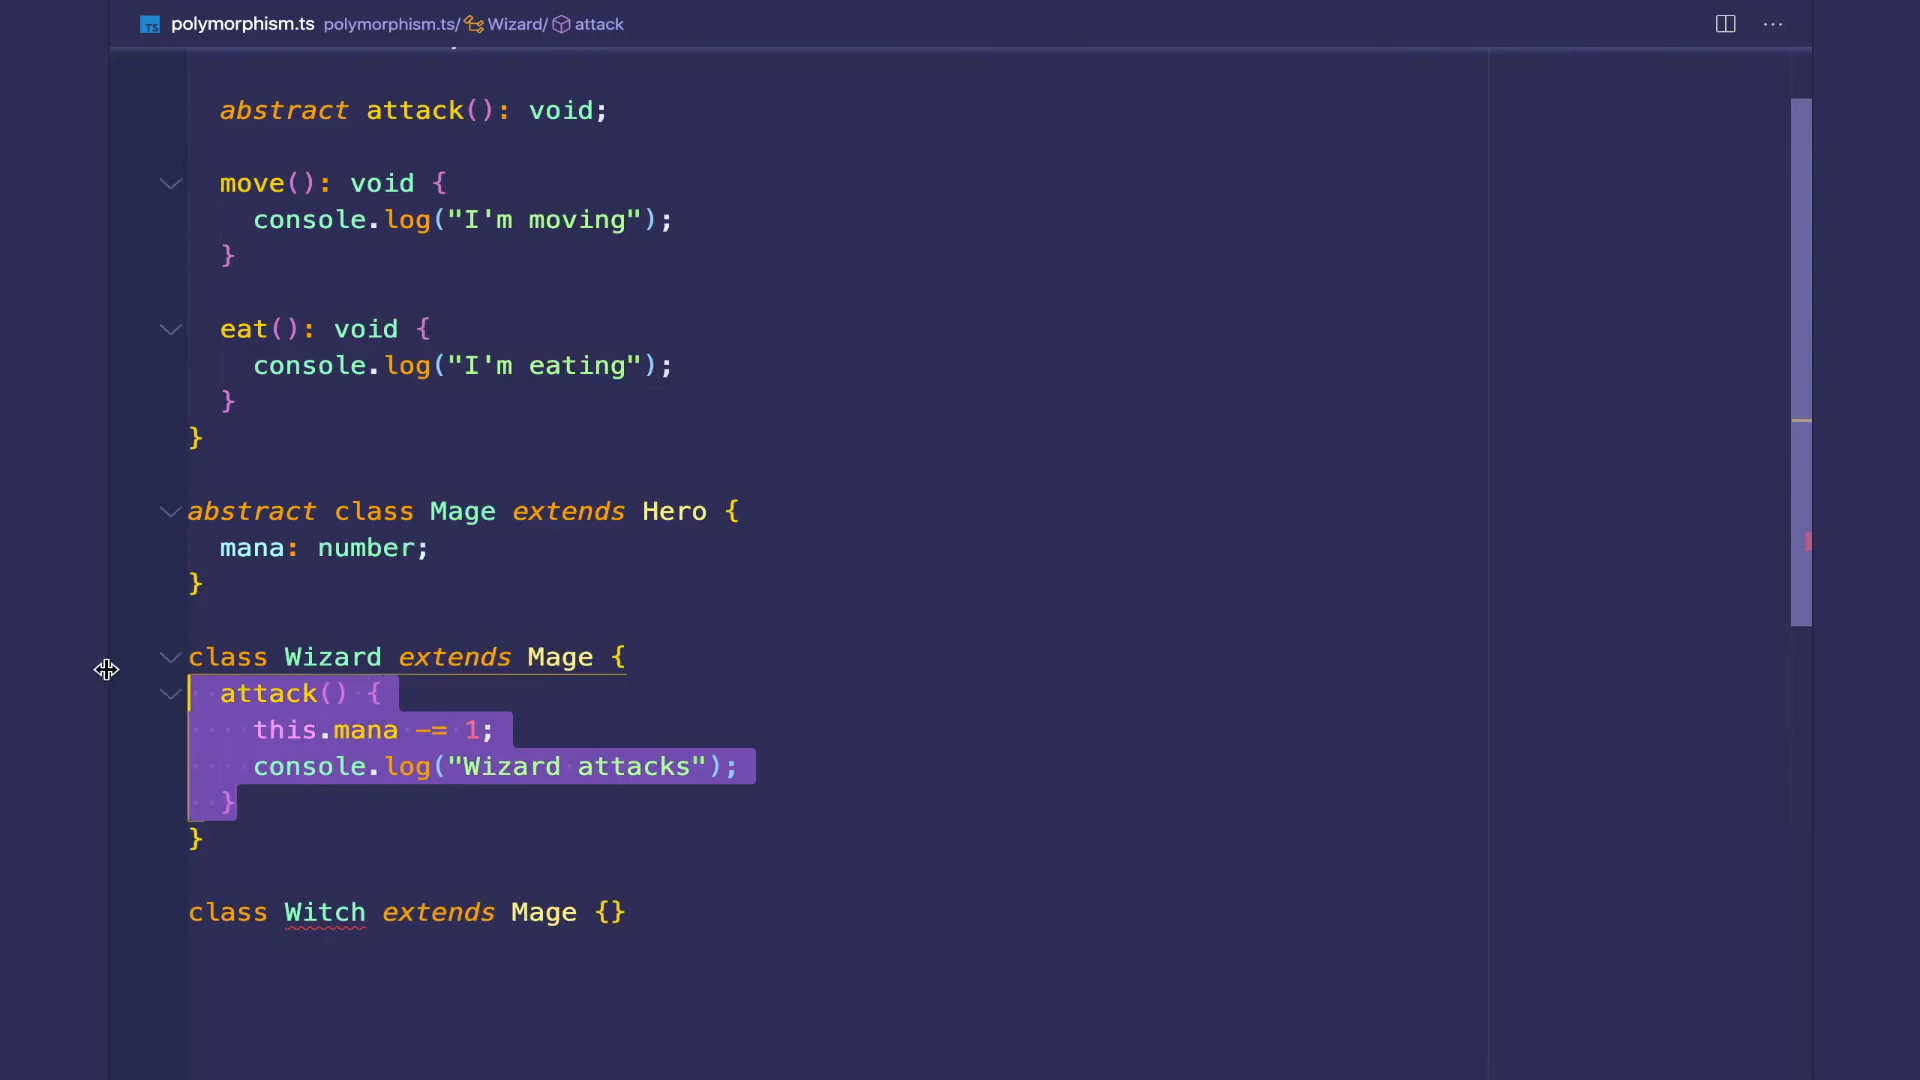 TS polymorphism.ts polymorphism.ts/ Wizard/ attack
abstract attack(): void;
move(): void {
console.log("I'm moving");
}
eat(): void {
console.log("I'm eating");
}
}
abstract class Mage extends Hero {
mana: number;
}
class Wizard extends Mage {
attack() {
this.mana -= 1;
console.log("Wizard attacks");
}
}
class Witch extends Mage {}